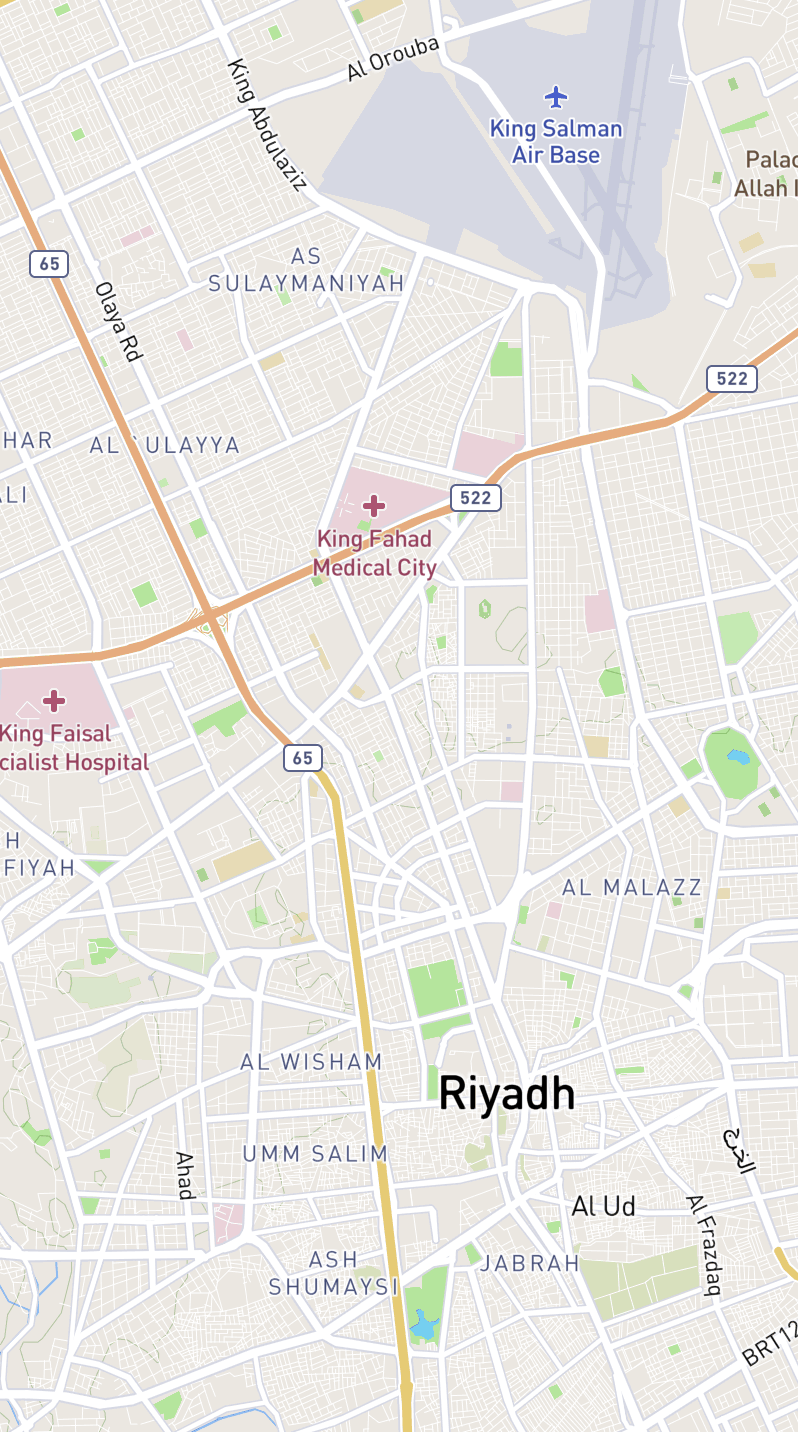 Al Orouba
King Abdulaziz
King Salman
Air Base
Palac
Allah I
AS
SULAYMANIYAH
65
Olaya Rd
522
HAR
AL ULAYYA
ALI
522
King Fahad
Medical City
King Faisal
cialist Hospital
65
H
FIYAH
AL MALAZZ
AL WISHAM
Riyadh
UMM SALIM
الخرج
Ahad
Al Ud
Al Frazdaq
ASH
SHUMAYSI
JABRAH
BRT12